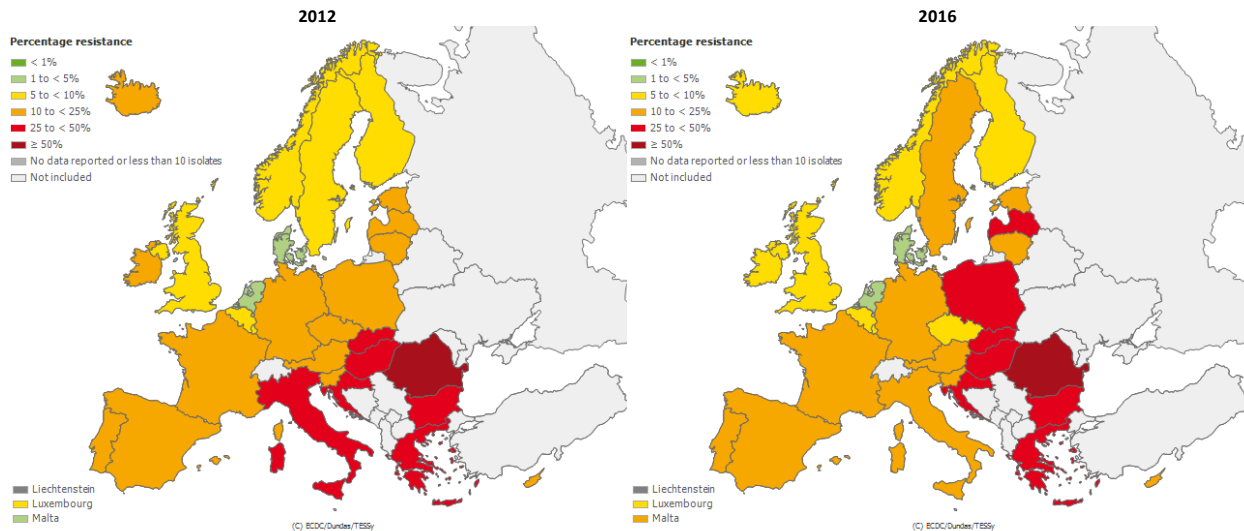 2012
Percentage resistance
< 1%
1 to < 5%
5 to < 10%
10 to < 25%
25 to < 50%
≥ 50%
No data reported or less than 10 isolates
Not included
Liechtenstein
Luxembourg
Malta
(C) ECDC/Dundas/TESSy
2016
Percentage resistance
< 1%
1 to < 5%
5 to < 10%
10 to < 25%
25 to < 50%
≥ 50%
No data reported or less than 10 isolates
Not included
Liechtenstein
Luxembourg
Malta
(C) ECDC/Dundas/TESSy